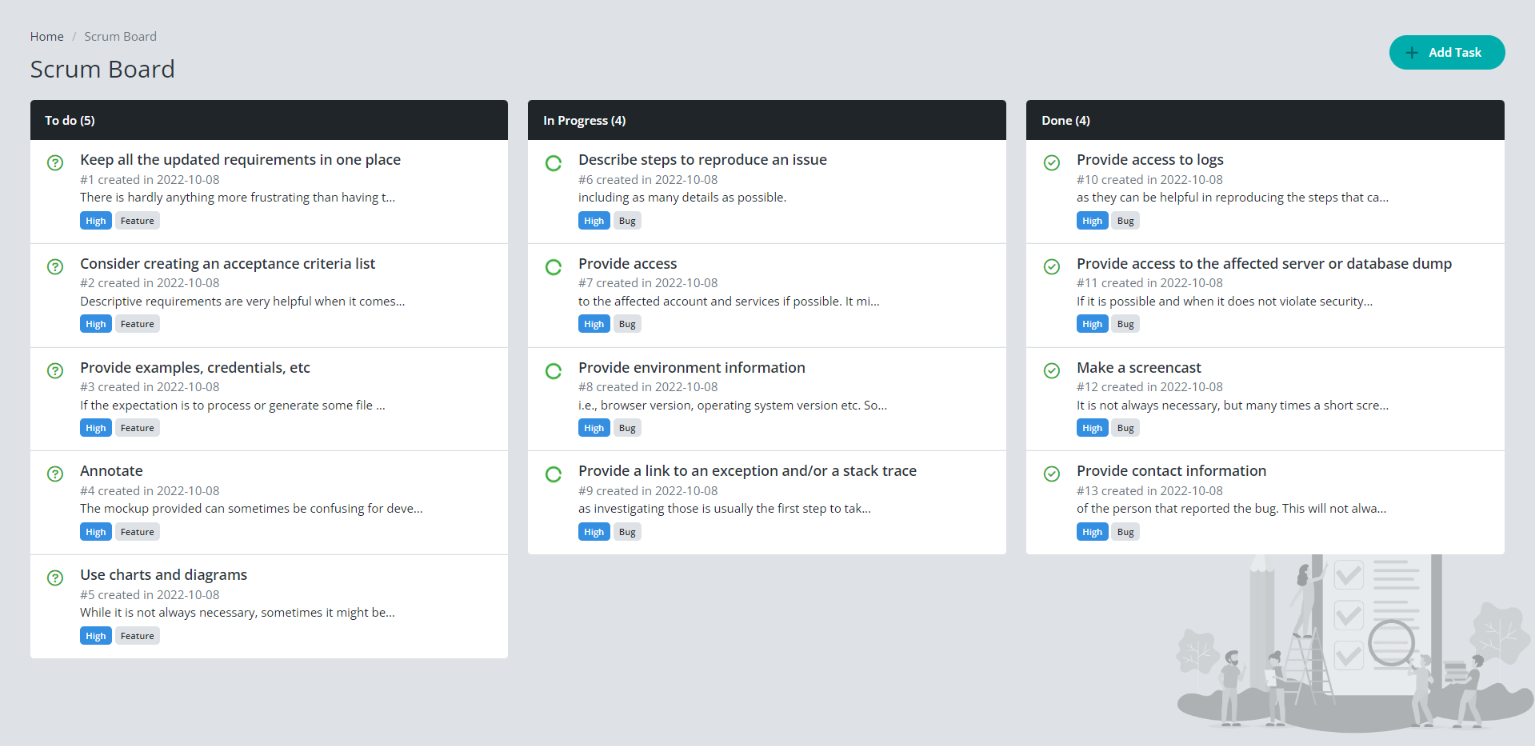 Home / Scrum Board
Scrum Board
+ Add Task
To do (5)
Keep all the updated requirements in one place
#1 created in 2022-10-08
There is hardly anything more frustrating than having t...
High Feature
Consider creating an acceptance criteria list
#2 created in 2022-10-08
Descriptive requirements are very helpful when it comes...
High Feature
Provide examples, credentials, etc
#3 created in 2022-10-08
If the expectation is to process or generate some file ...
High Feature
Annotate
#4 created in 2022-10-08
The mockup provided can sometimes be confusing for deve...
High Feature
Use charts and diagrams
#5 created in 2022-10-08
While it is not always necessary, sometimes it might be...
High Feature
In Progress (4)
Describe steps to reproduce an issue
#6 created in 2022-10-08
including as many details as possible.
High Bug
Provide access
#7 created in 2022-10-08
to the affected account and services if possible. It mi...
High Bug
Provide environment information
#8 created in 2022-10-08
i.e., browser version, operating system version etc. So...
High Bug
Provide a link to an exception and/or a stack trace
#9 created in 2022-10-08
as investigating those is usually the first step to tak...
High Bug
Done (4)
Provide access to logs
#10 created in 2022-10-08
as they can be helpful in reproducing the steps that ca...
High Bug
Provide access to the affected server or database dump
#11 created in 2022-10-08
If it is possible and when it does not violate security...
High Bug
Make a screencast
#12 created in 2022-10-08
It is not always necessary, but many times a short scre...
High Bug
Provide contact information
#13 created in 2022-10-08
of the person that reported the bug. This will not alwa...
High Bug